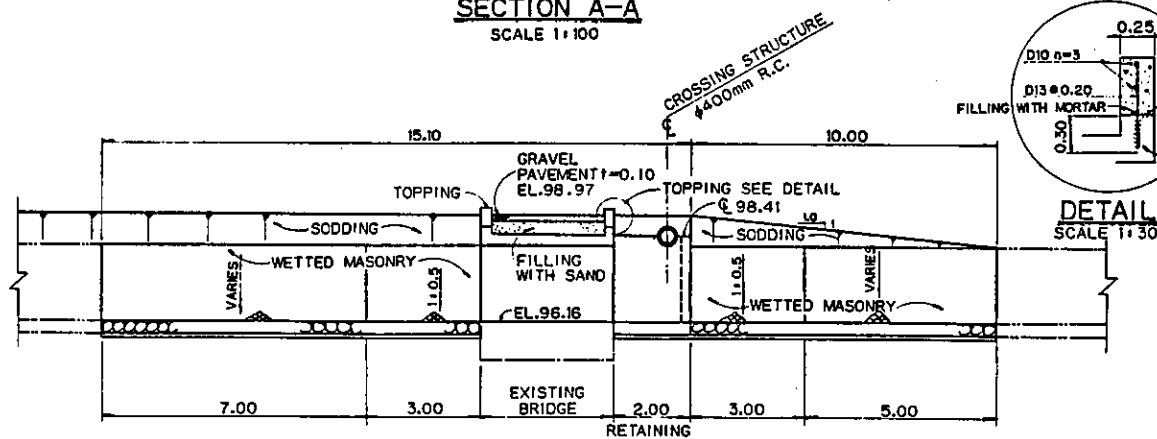 SECTION A-A
SCALE 1:100
CROSSING STRUCTURE
φ400mm R.C.
℄
0.25
D10 n=3
D13@0.20
FILLING WITH MORTAR
0.30
DETAIL
SCALE 1:30
15.10
10.00
GRAVEL
PAVEMENT t=0.10
EL.98.97
TOPPING
TOPPING SEE DETAIL
℄ 98.41
SODDING
SODDING
WETTED MASONRY
FILLING
WITH SAND
VARIES
1:0.5
EL.96.16
1:0.5
WETTED MASONRY
VARIES
7.00
3.00
EXISTING
BRIDGE
2.00
3.00
5.00
RETAINING